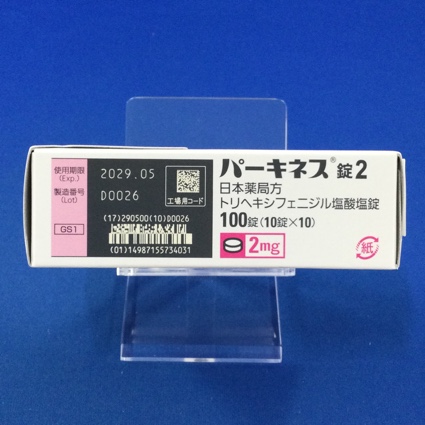 使用期限
(Exp.)
2029.05
製造番号
(Lot)
D0026
工場用コード
GS1
(17)290500(10)D0026
(01)14987155734031
パーキネス® 錠2
日本薬局方
トリヘキシフェニジル塩酸塩錠
100錠(10錠×10)
2mg
紙